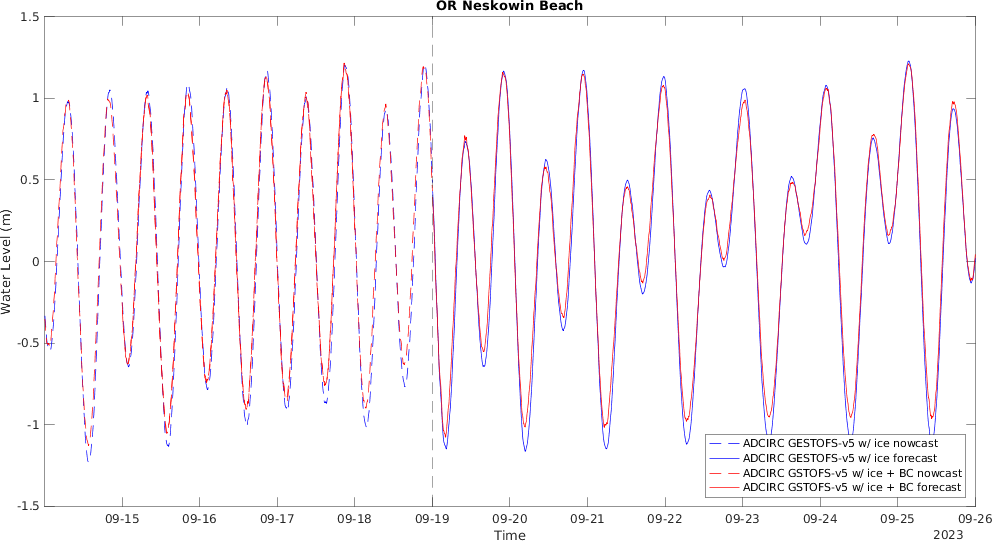 OR Neskowin Beach
1.5
1
0.5
0
-0.5
-1
-1.5
Water Level (m)
09-15 09-16 09-17 09-18 09-19 09-20 09-21 09-22 09-23 09-24 09-25 09-26
Time
2023
ADCIRC GESTOFS-v5 w/ ice nowcast
ADCIRC GESTOFS-v5 w/ ice forecast
ADCIRC GSTOFS-v5 w/ ice + BC nowcast
ADCIRC GSTOFS-v5 w/ ice + BC forecast